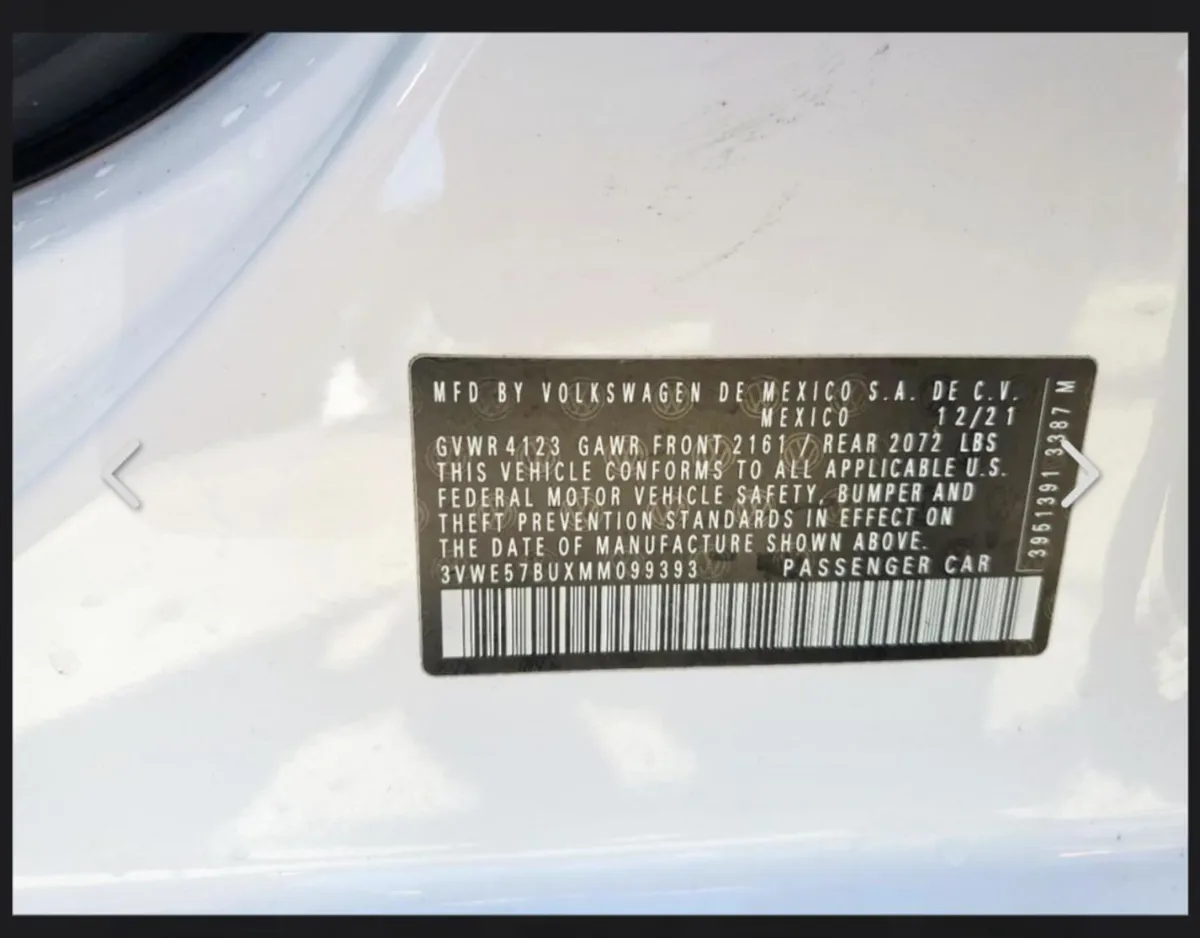 MFD BY VOLKSWAGEN DE MEXICO S.A. DE C.V.
MEXICO 12/21
GVWR 4123 GAWR FRONT 2161 / REAR 2072 LBS
THIS VEHICLE CONFORMS TO ALL APPLICABLE U.S.
FEDERAL MOTOR VEHICLE SAFETY, BUMPER AND
THEFT PREVENTION STANDARDS IN EFFECT ON
THE DATE OF MANUFACTURE SHOWN ABOVE.
3VWE57BUXMM099393 PASSENGER CAR
3961391 3387 M